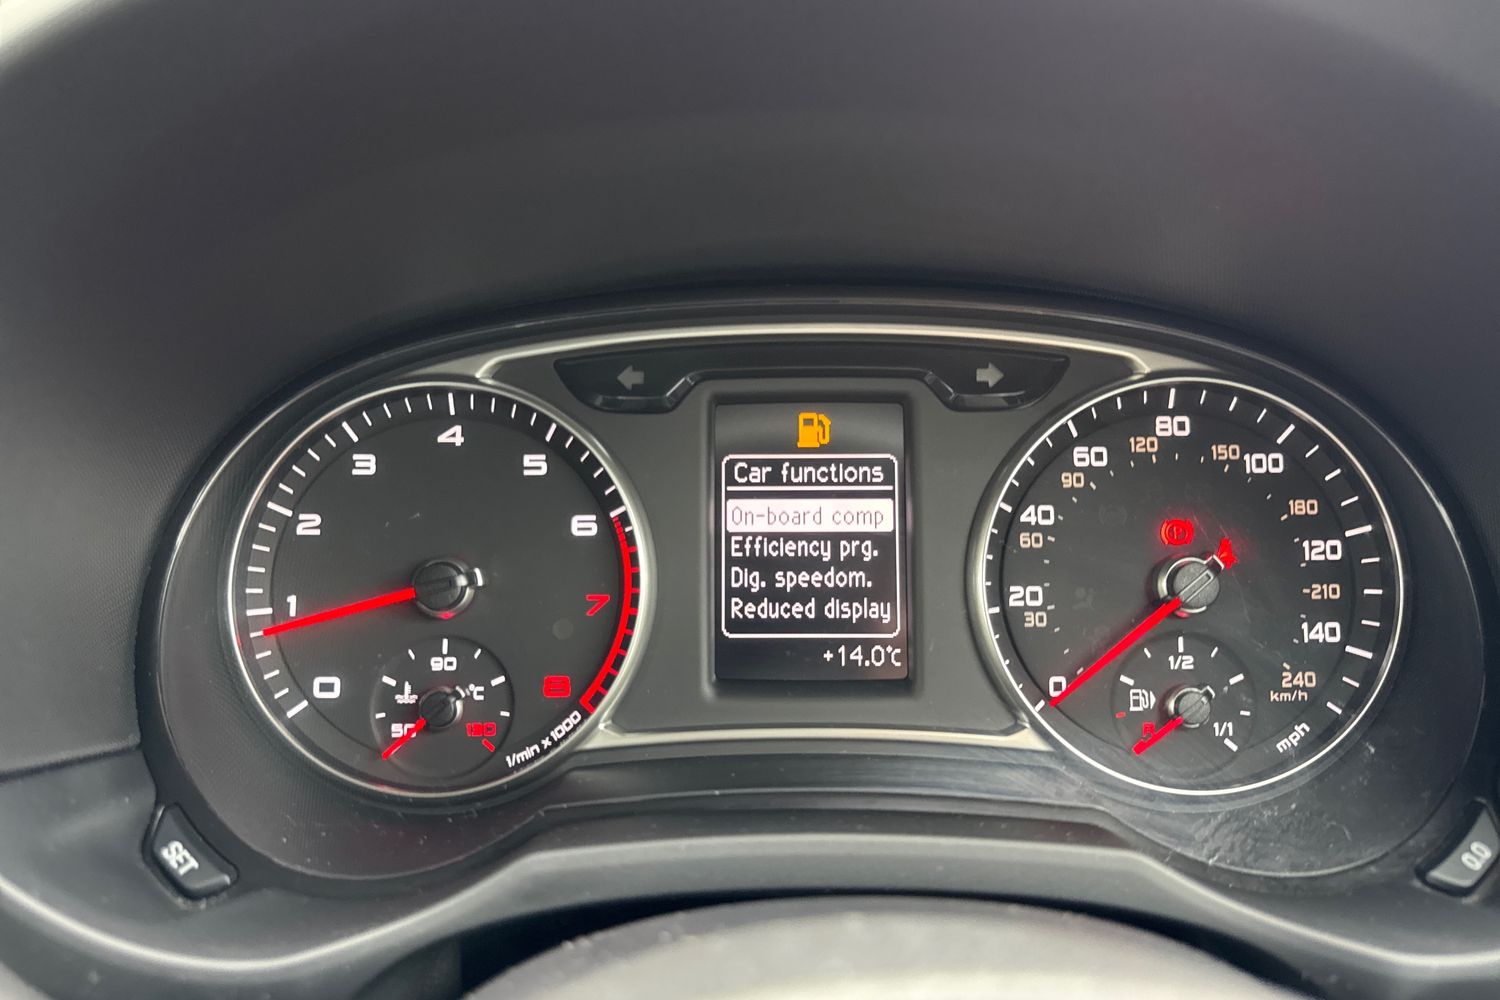 0
1
2
3
4
5
6
7
8
1/min x 1000
50
90
130
°C
Car functions
On-board comp
Efficiency prg.
Dig. speedom.
Reduced display
+14.0°C
0
20
40
60
80
100
120
140
mph
30
60
90
120
150
180
210
240
km/h
P
R
1/2
1/1
SET
0.0